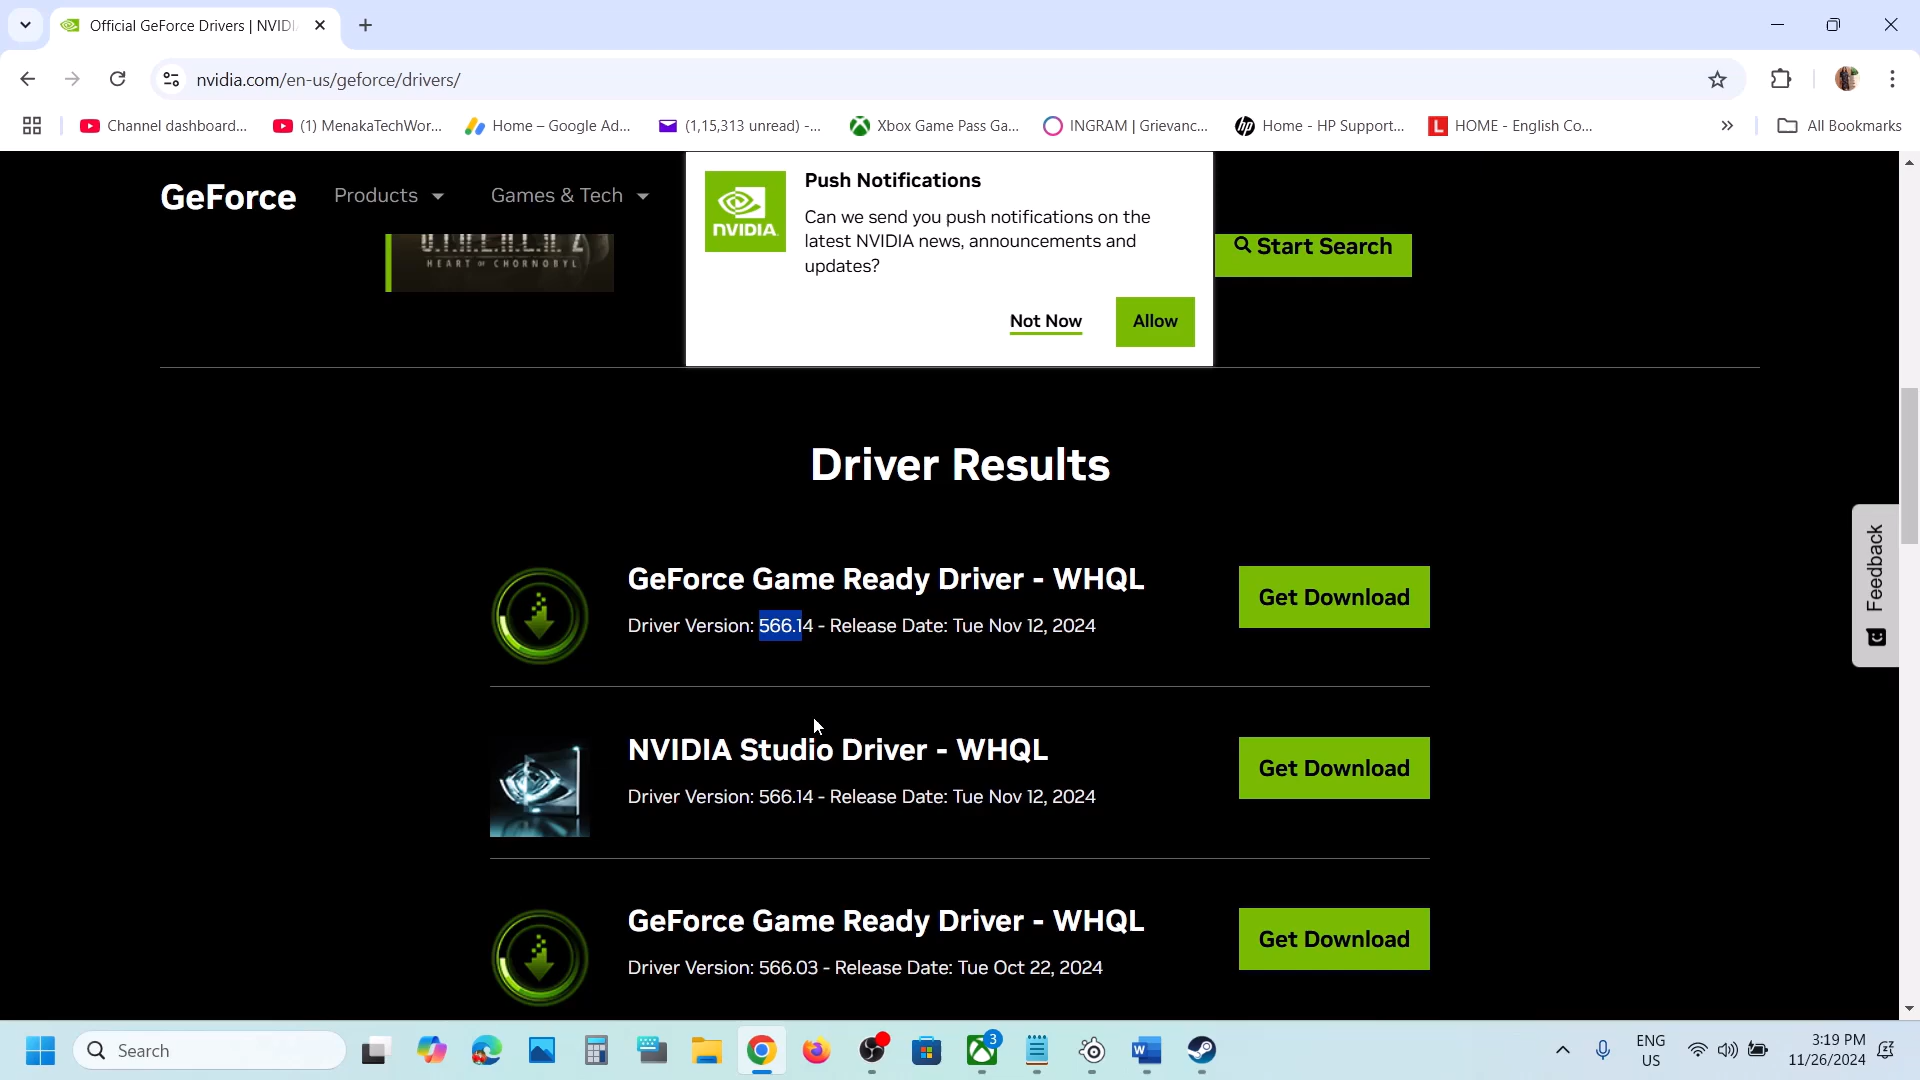 Official GeForce Drivers | NVIDI
nvidia.com/en-us/geforce/drivers/
Channel dashboard...
(1) MenakaTechWor...
Home – Google Ad...
(1,15,313 unread) -...
Xbox Game Pass Ga...
INGRAM | Grievanc...
Home - HP Support...
HOME - English Co...
All Bookmarks
GeForce
Products
Games & Tech
NVIDIA.
Push Notifications
Can we send you push notifications on the
latest NVIDIA news, announcements and
updates?
Not Now
Allow
HEART OF CHORNOBYL
Start Search
Driver Results
GeForce Game Ready Driver - WHQL
Driver Version: 566.14 - Release Date: Tue Nov 12, 2024
Get Download
Feedback
NVIDIA Studio Driver - WHQL
Driver Version: 566.14 - Release Date: Tue Nov 12, 2024
Get Download
GeForce Game Ready Driver - WHQL
Driver Version: 566.03 - Release Date: Tue Oct 22, 2024
Get Download
Search
3
ENG
US
3:19 PM
11/26/2024